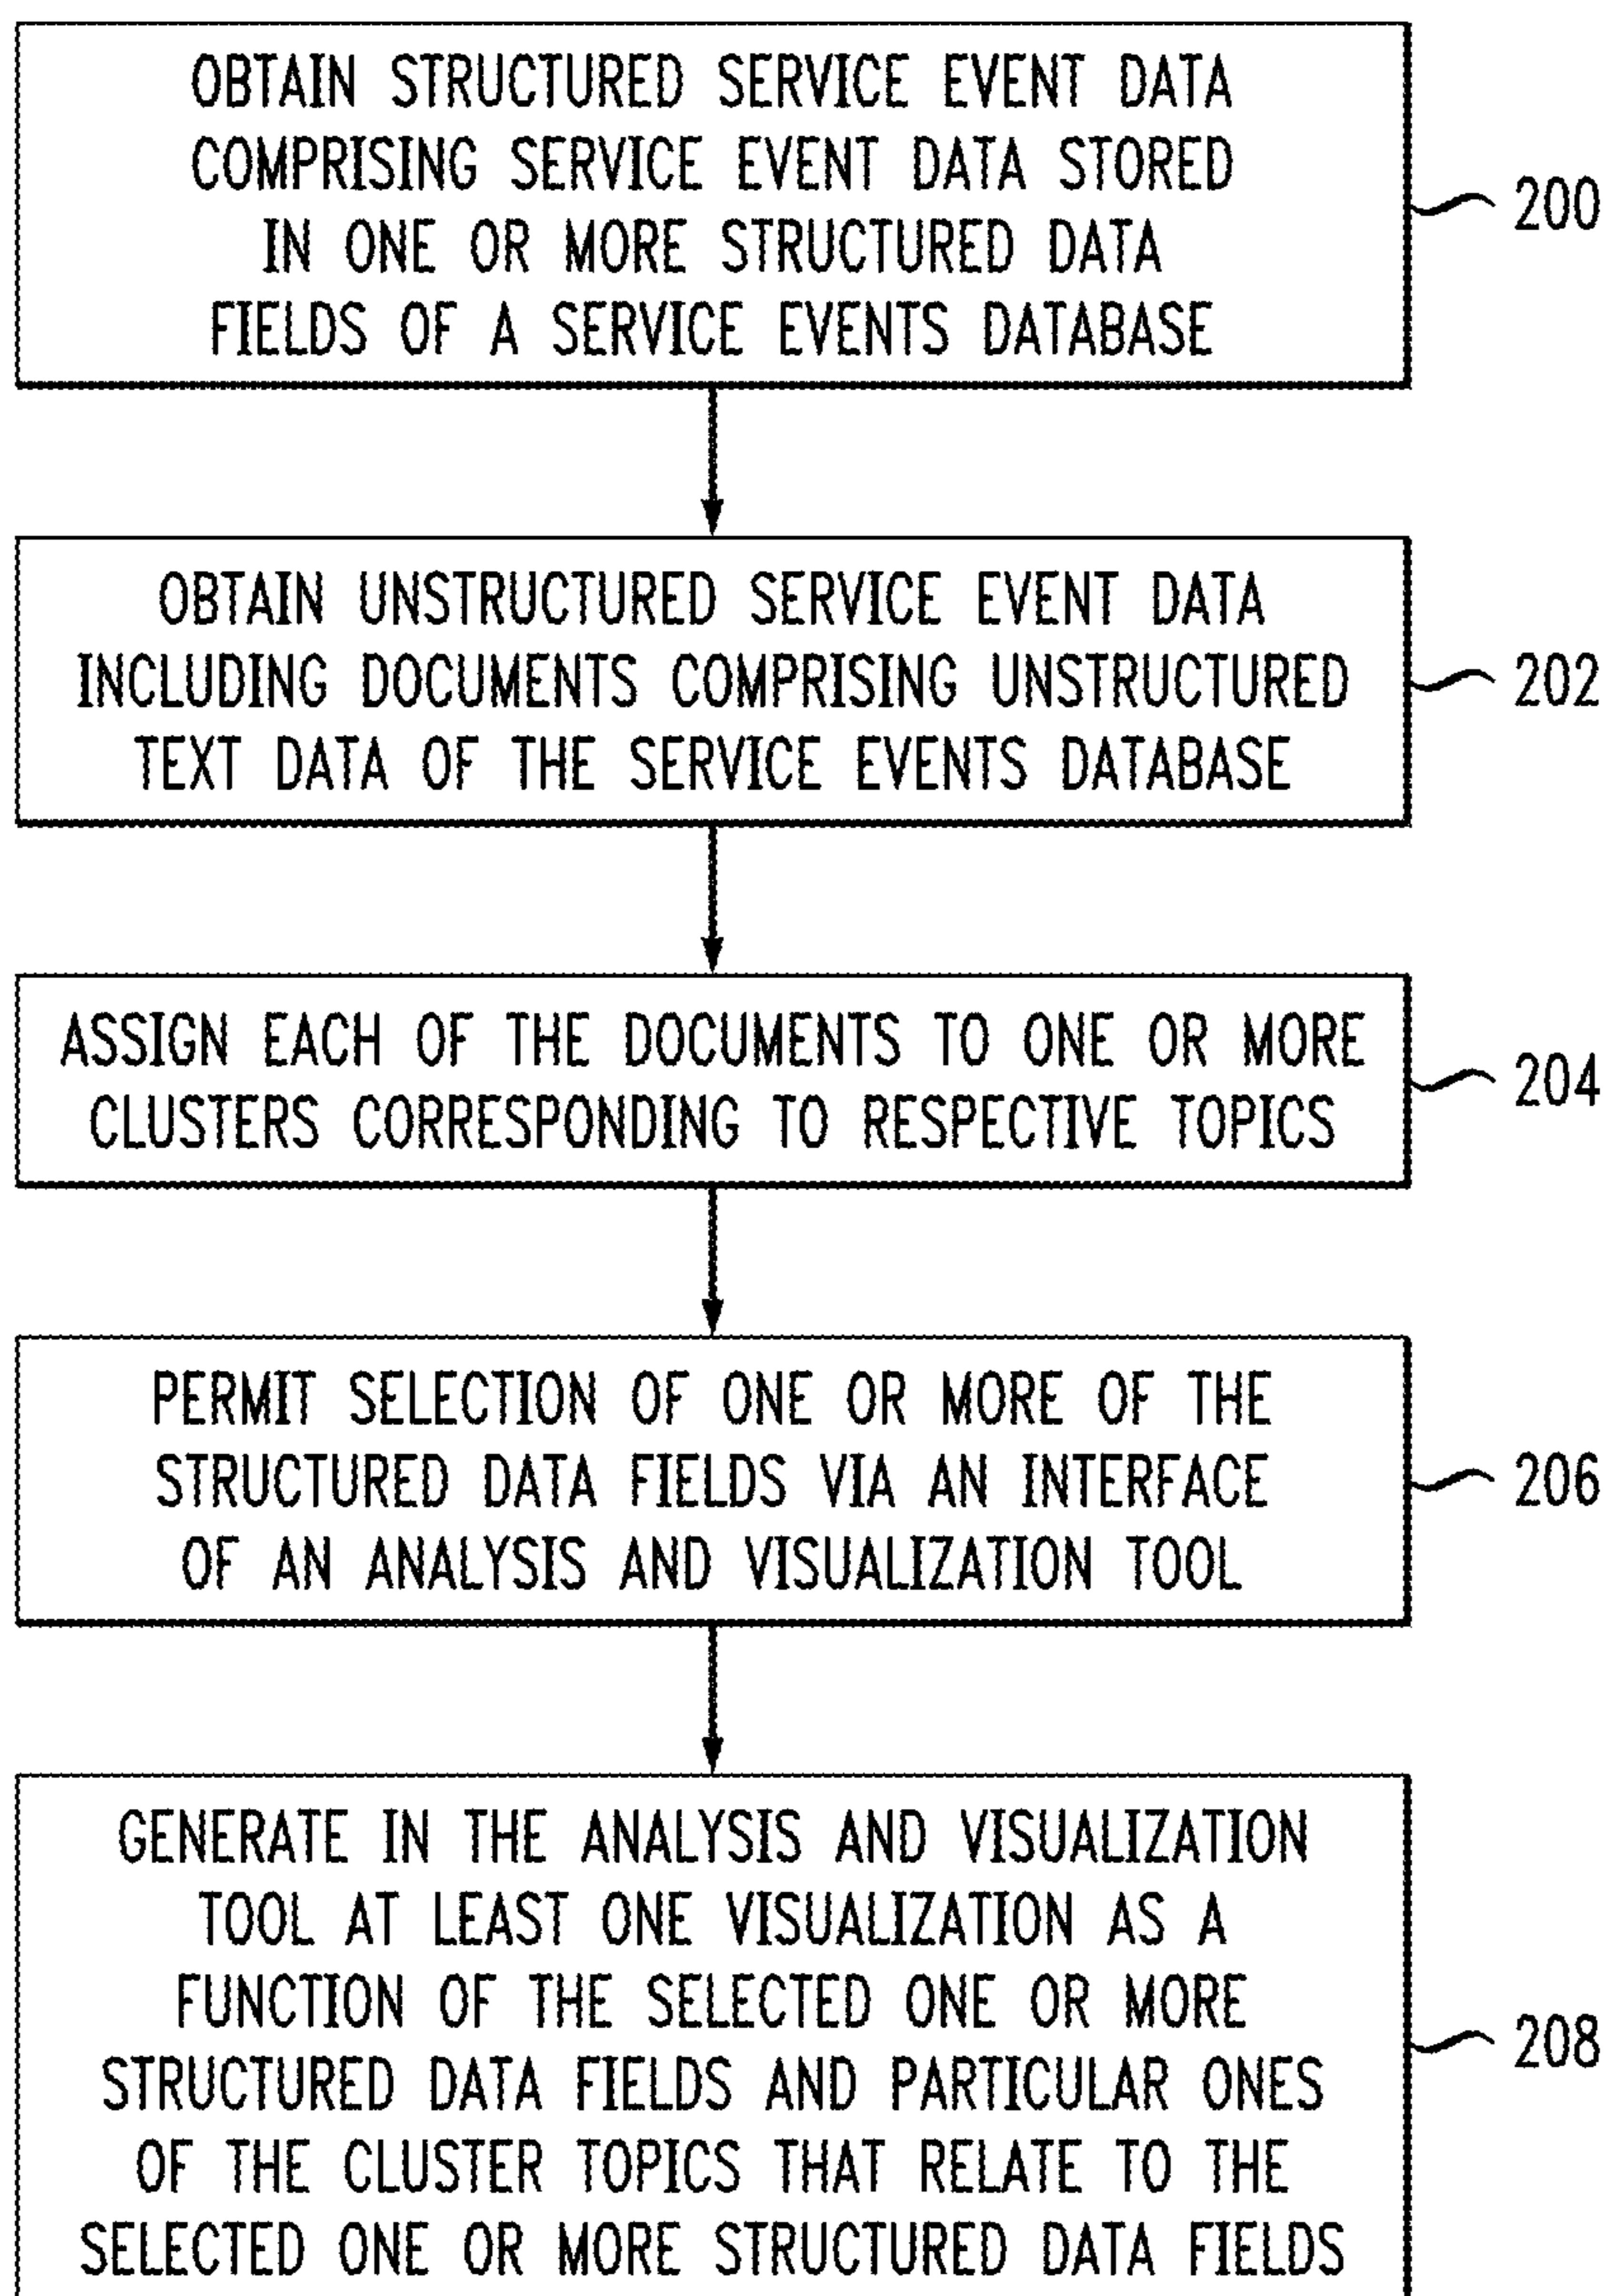 OBTAIN STRUCTURED SERVICE EVENT DATA
COMPRISING SERVICE EVENT DATA STORED
IN ONE OR MORE STRUCTURED DATA
FIELDS OF A SERVICE EVENTS DATABASE
200
OBTAIN UNSTRUCTURED SERVICE EVENT DATA
INCLUDING DOCUMENTS COMPRISING UNSTRUCTURED
TEXT DATA OF THE SERVICE EVENTS DATABASE
202
ASSIGN EACH OF THE DOCUMENTS TO ONE OR MORE
CLUSTERS CORRESPONDING TO RESPECTIVE TOPICS
204
PERMIT SELECTION OF ONE OR MORE OF THE
STRUCTURED DATA FIELDS VIA AN INTERFACE
OF AN ANALYSIS AND VISUALIZATION TOOL
206
GENERATE IN THE ANALYSIS AND VISUALIZATION
TOOL AT LEAST ONE VISUALIZATION AS A
FUNCTION OF THE SELECTED ONE OR MORE
STRUCTURED DATA FIELDS AND PARTICULAR ONES
OF THE CLUSTER TOPICS THAT RELATE TO THE
SELECTED ONE OR MORE STRUCTURED DATA FIELDS
208